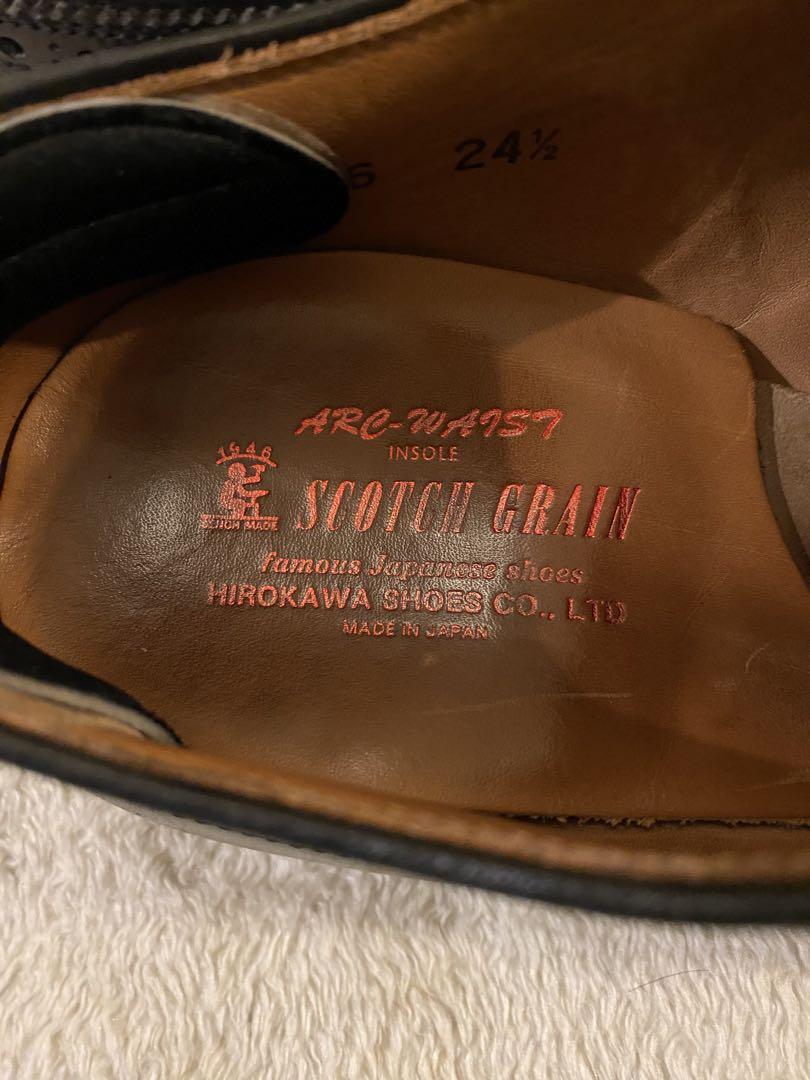 24½
ARC-WAIST
INSOLE
1946
SCOTCH GRAIN
famous Japanese shoes
HIROKAWA SHOES CO., LTD
MADE IN JAPAN